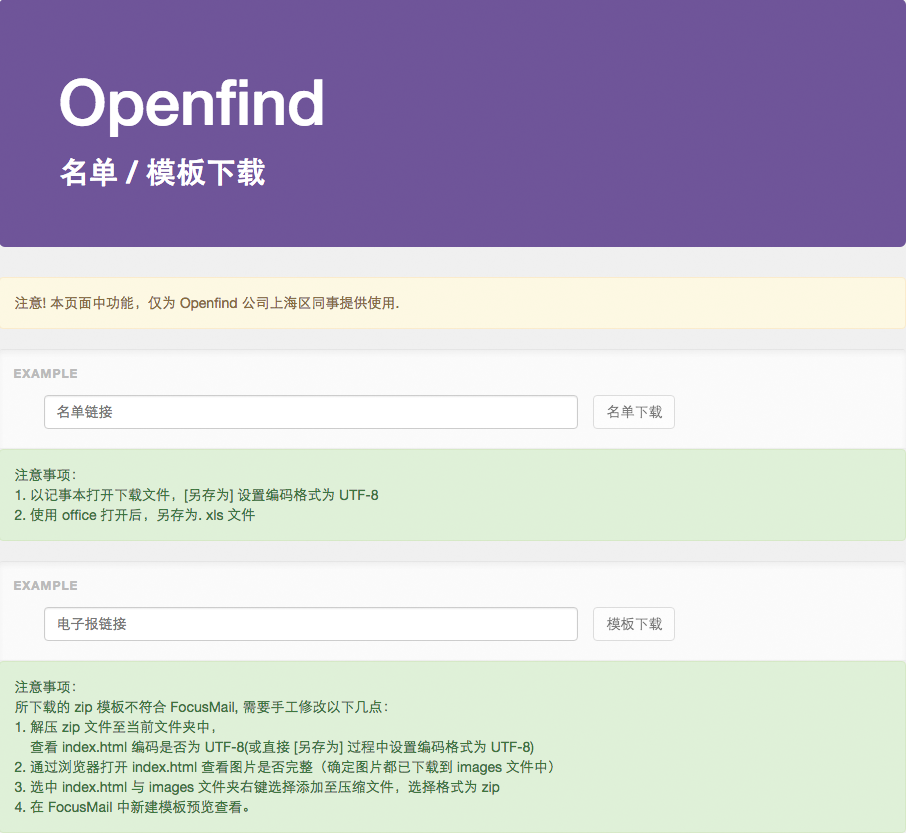 Openfind
名单 / 模板下载
注意! 本页面中功能，仅为 Openfind 公司上海区同事提供使用.
EXAMPLE
名单链接 名单下载
注意事项：
1. 以记事本打开下载文件，[另存为] 设置编码格式为 UTF-8
2. 使用 office 打开后，另存为. xls 文件
EXAMPLE
电子报链接 模板下载
注意事项：
所下载的 zip 模板不符合 FocusMail, 需要手工修改以下几点：
1. 解压 zip 文件至当前文件夹中，
查看 index.html 编码是否为 UTF-8(或直接 [另存为] 过程中设置编码格式为 UTF-8)
2. 通过浏览器打开 index.html 查看图片是否完整（确定图片都已下载到 images 文件中）
3. 选中 index.html 与 images 文件夹右键选择添加至压缩文件，选择格式为 zip
4. 在 FocusMail 中新建模板预览查看。